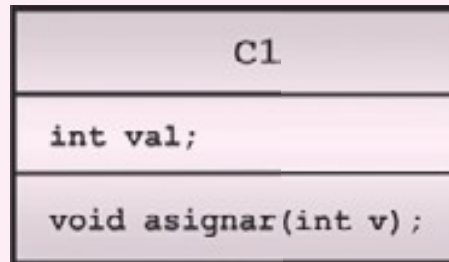 C1
int val;
void asignar(int v);